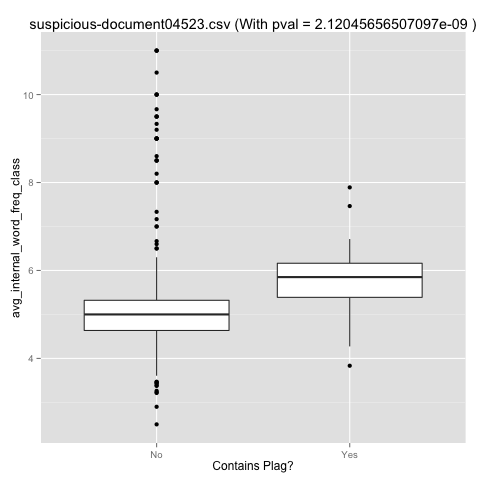 suspicious-document04523.csv (With pval = 2.12045656507097e-09 )
avg_internal_word_freq_class
10
8
6
4
No
Yes
Contains Plag?